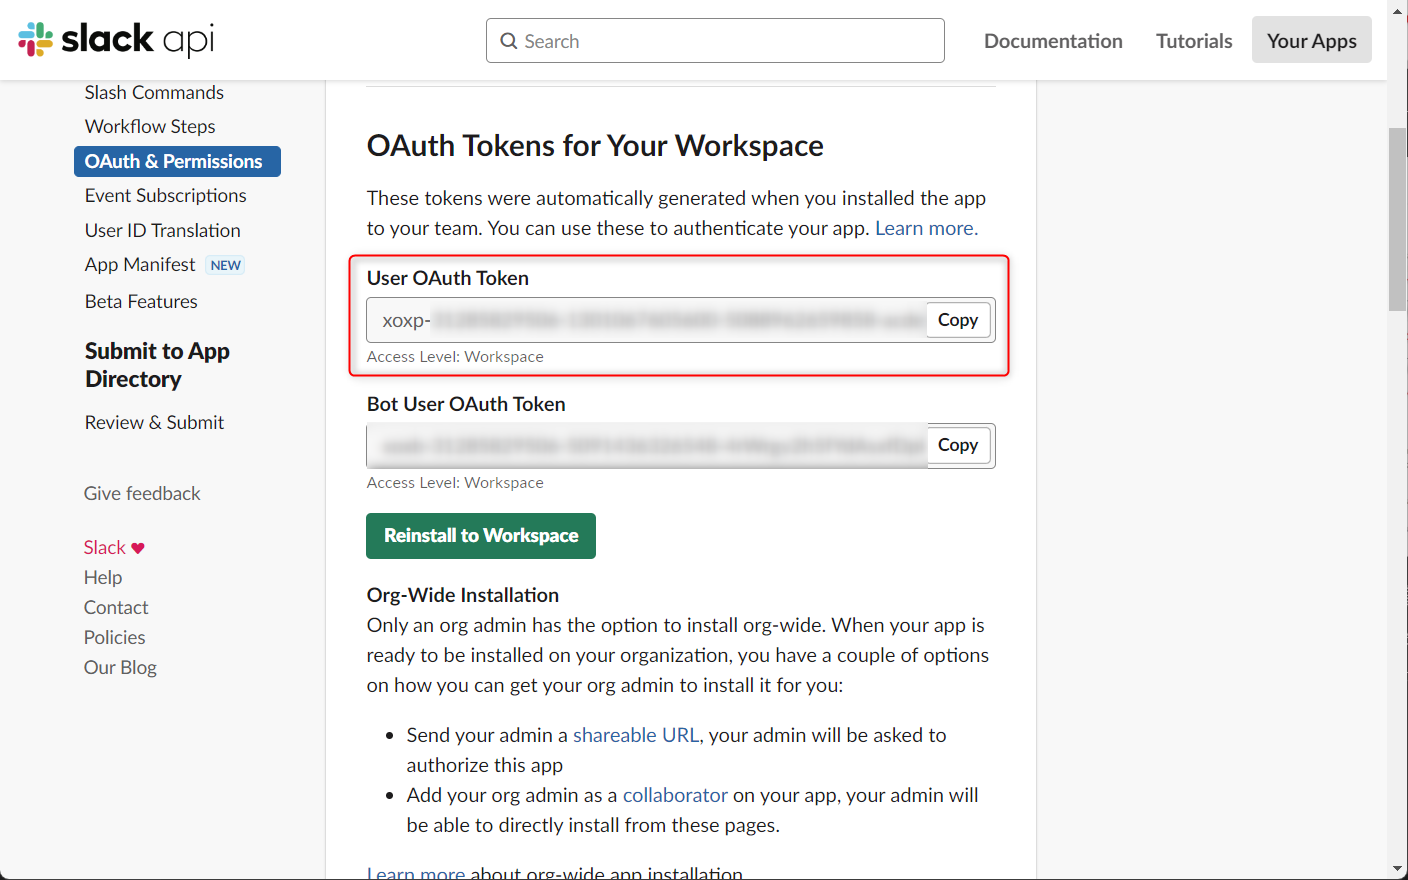 slack api
Search
Documentation
Tutorials
Your Apps
Slash Commands
Workflow Steps
OAuth & Permissions
Event Subscriptions
User ID Translation
App Manifest NEW
Beta Features
Submit to App
Directory
Review & Submit
Give feedback
Slack
Help
Contact
Policies
Our Blog
OAuth Tokens for Your Workspace
These tokens were automatically generated when you installed the app
to your team. You can use these to authenticate your app. Learn more.
User OAuth Token
xoxp-
Copy
Access Level: Workspace
Bot User OAuth Token
Copy
Access Level: Workspace
Reinstall to Workspace
Org-Wide Installation
Only an org admin has the option to install org-wide. When your app is
ready to be installed on your organization, you have a couple of options
on how you can get your org admin to install it for you:
• Send your admin a shareable URL, your admin will be asked to
authorize this app
• Add your org admin as a collaborator on your app, your admin will
be able to directly install from these pages.
Learn more about org-wide app installation